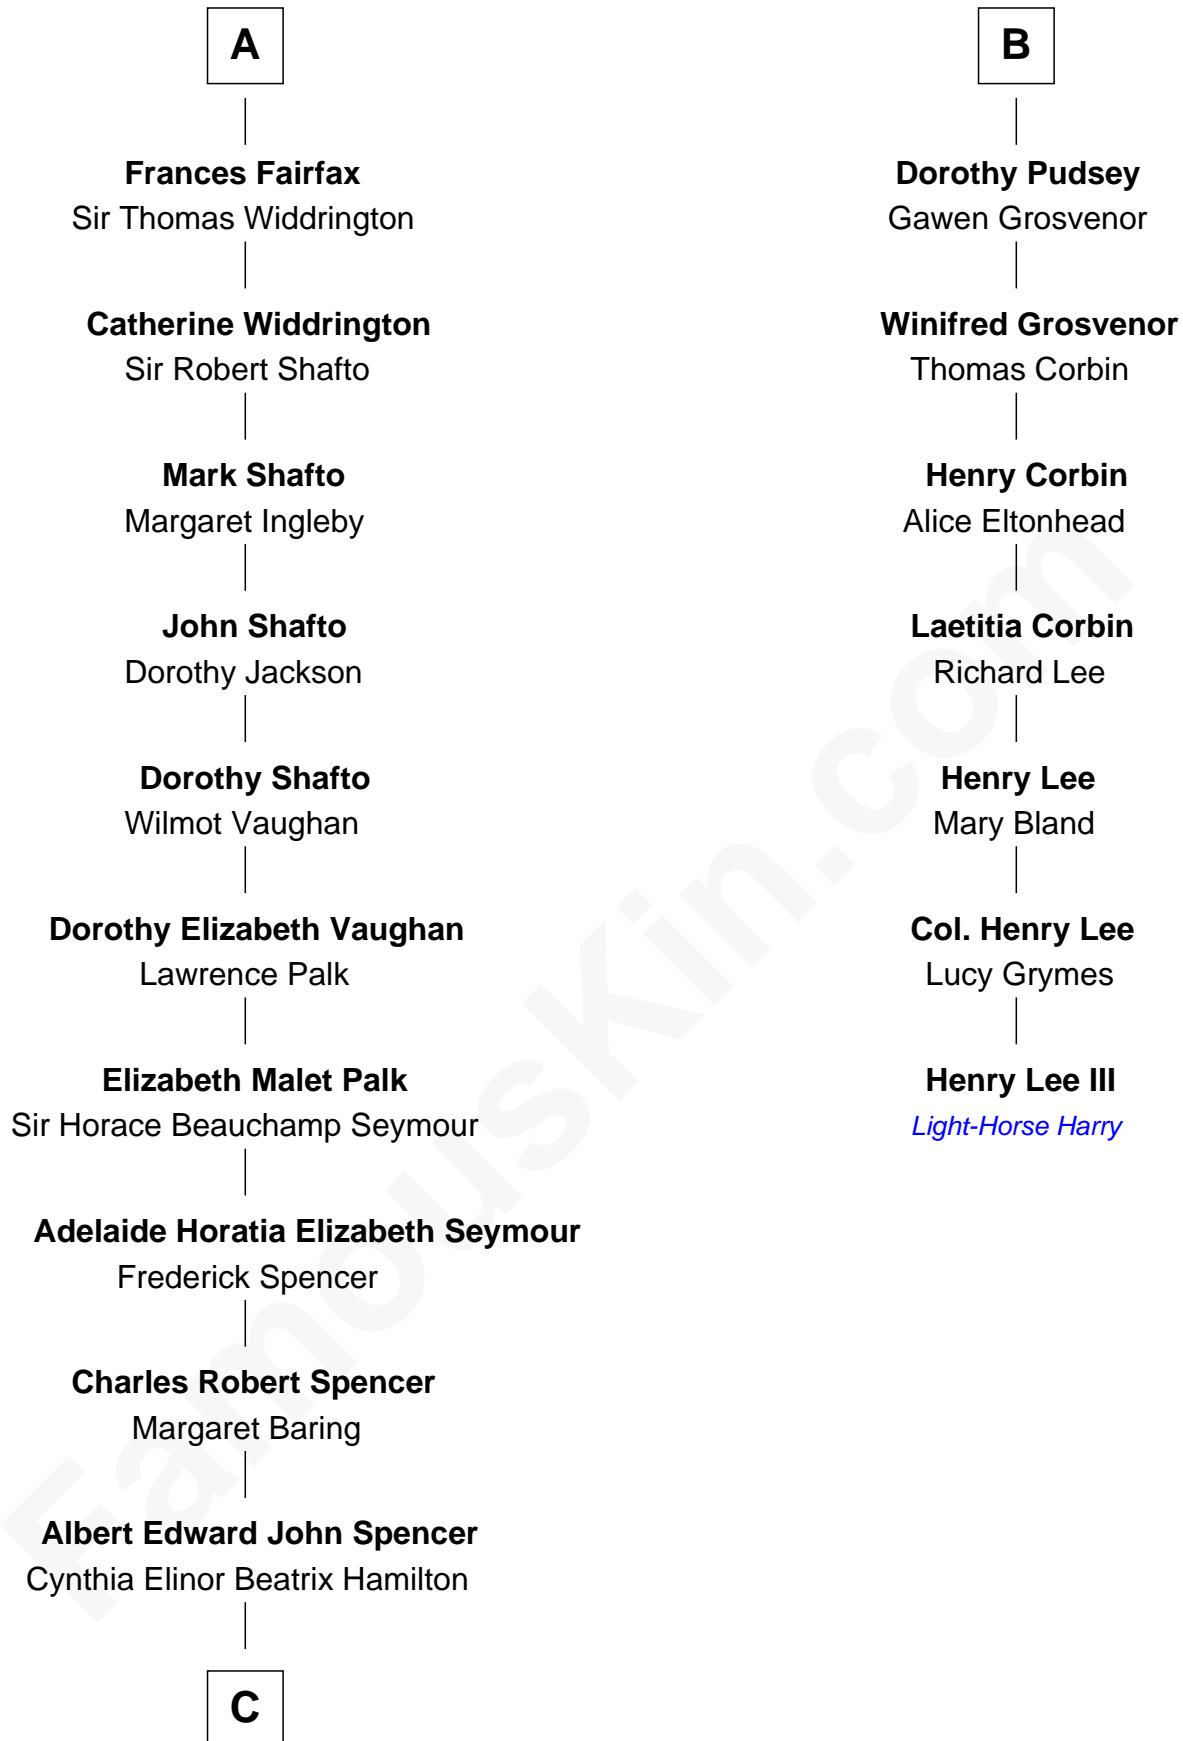 A
Frances Fairfax
Sir Thomas Widdrington
Catherine Widdrington
Sir Robert Shafto
Mark Shafto
Margaret Ingleby
John Shafto
Dorothy Jackson
Dorothy Shafto
Wilmot Vaughan
Dorothy Elizabeth Vaughan
Lawrence Palk
Elizabeth Malet Palk
Sir Horace Beauchamp Seymour
Adelaide Horatia Elizabeth Seymour
Frederick Spencer
Charles Robert Spencer
Margaret Baring
Albert Edward John Spencer
Cynthia Elinor Beatrix Hamilton
C
B
Dorothy Pudsey
Gawen Grosvenor
Winifred Grosvenor
Thomas Corbin
Henry Corbin
Alice Eltonhead
Laetitia Corbin
Richard Lee
Henry Lee
Mary Bland
Col. Henry Lee
Lucy Grymes
Henry Lee III
Light-Horse Harry
FamousKin.com